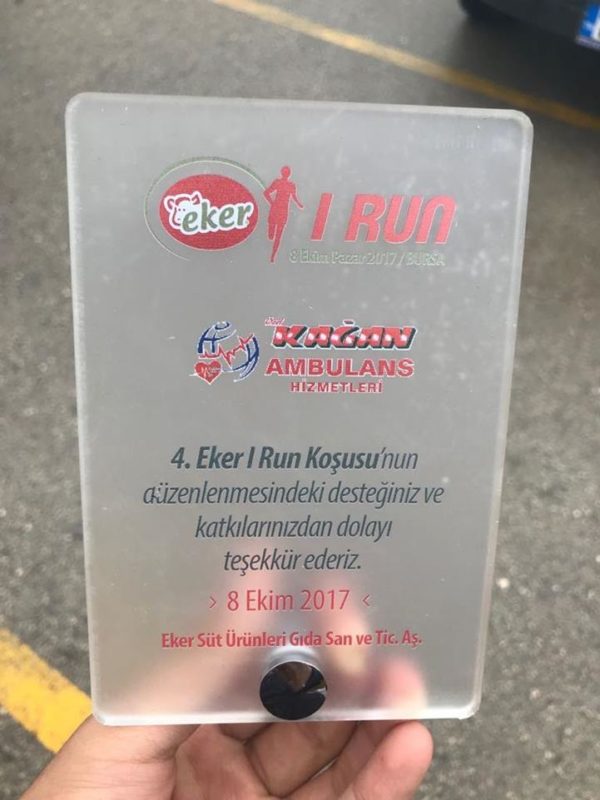 eker
I RUN
8 Ekim Pazar 2017 / BURSA
KAĞAN
AMBULANS
HİZMETLERİ
4. Eker I Run Koşusu'nun
düzenlenmesindeki desteğiniz ve
katkılarınızdan dolayı
teşekkür ederiz.
> 8 Ekim 2017 <
Eker Süt Ürünleri Gıda San ve Tic. Aş.